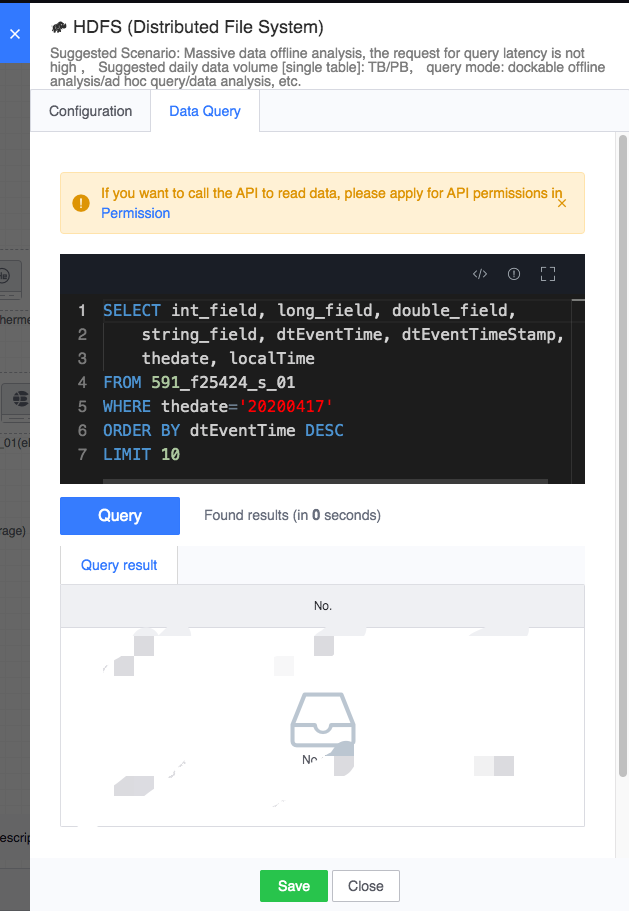 HDFS (Distributed File System)
Suggested Scenario: Massive data offline analysis, the request for query latency is not
high , Suggested daily data volume [single table]: TB/PB, query mode: dockable offline
analysis/ad hoc query/data analysis, etc.
Configuration
Data Query
If you want to call the API to read data, please apply for API permissions in
Permission
1 SELECT int_field, long_field, double_field,
2 string_field, dtEventTime, dtEventTimeStamp,
3 thedate, localTime
4 FROM 591_f25424_s_01
5 WHERE thedate='20200417'
6 ORDER BY dtEventTime DESC
7 LIMIT 10
Query
Found results (in 0 seconds)
Query result
No.
No
herme
_01(el
rage)
escrip
Save
Close